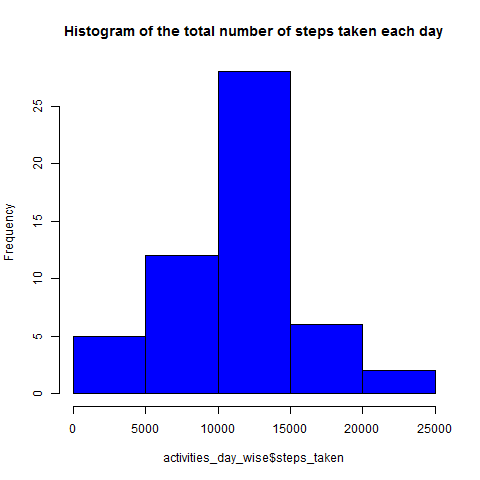 Histogram of the total number of steps taken each day
Frequency
25
20
15
10
5
0
0 5000 10000 15000 20000 25000
activities_day_wise$steps_taken